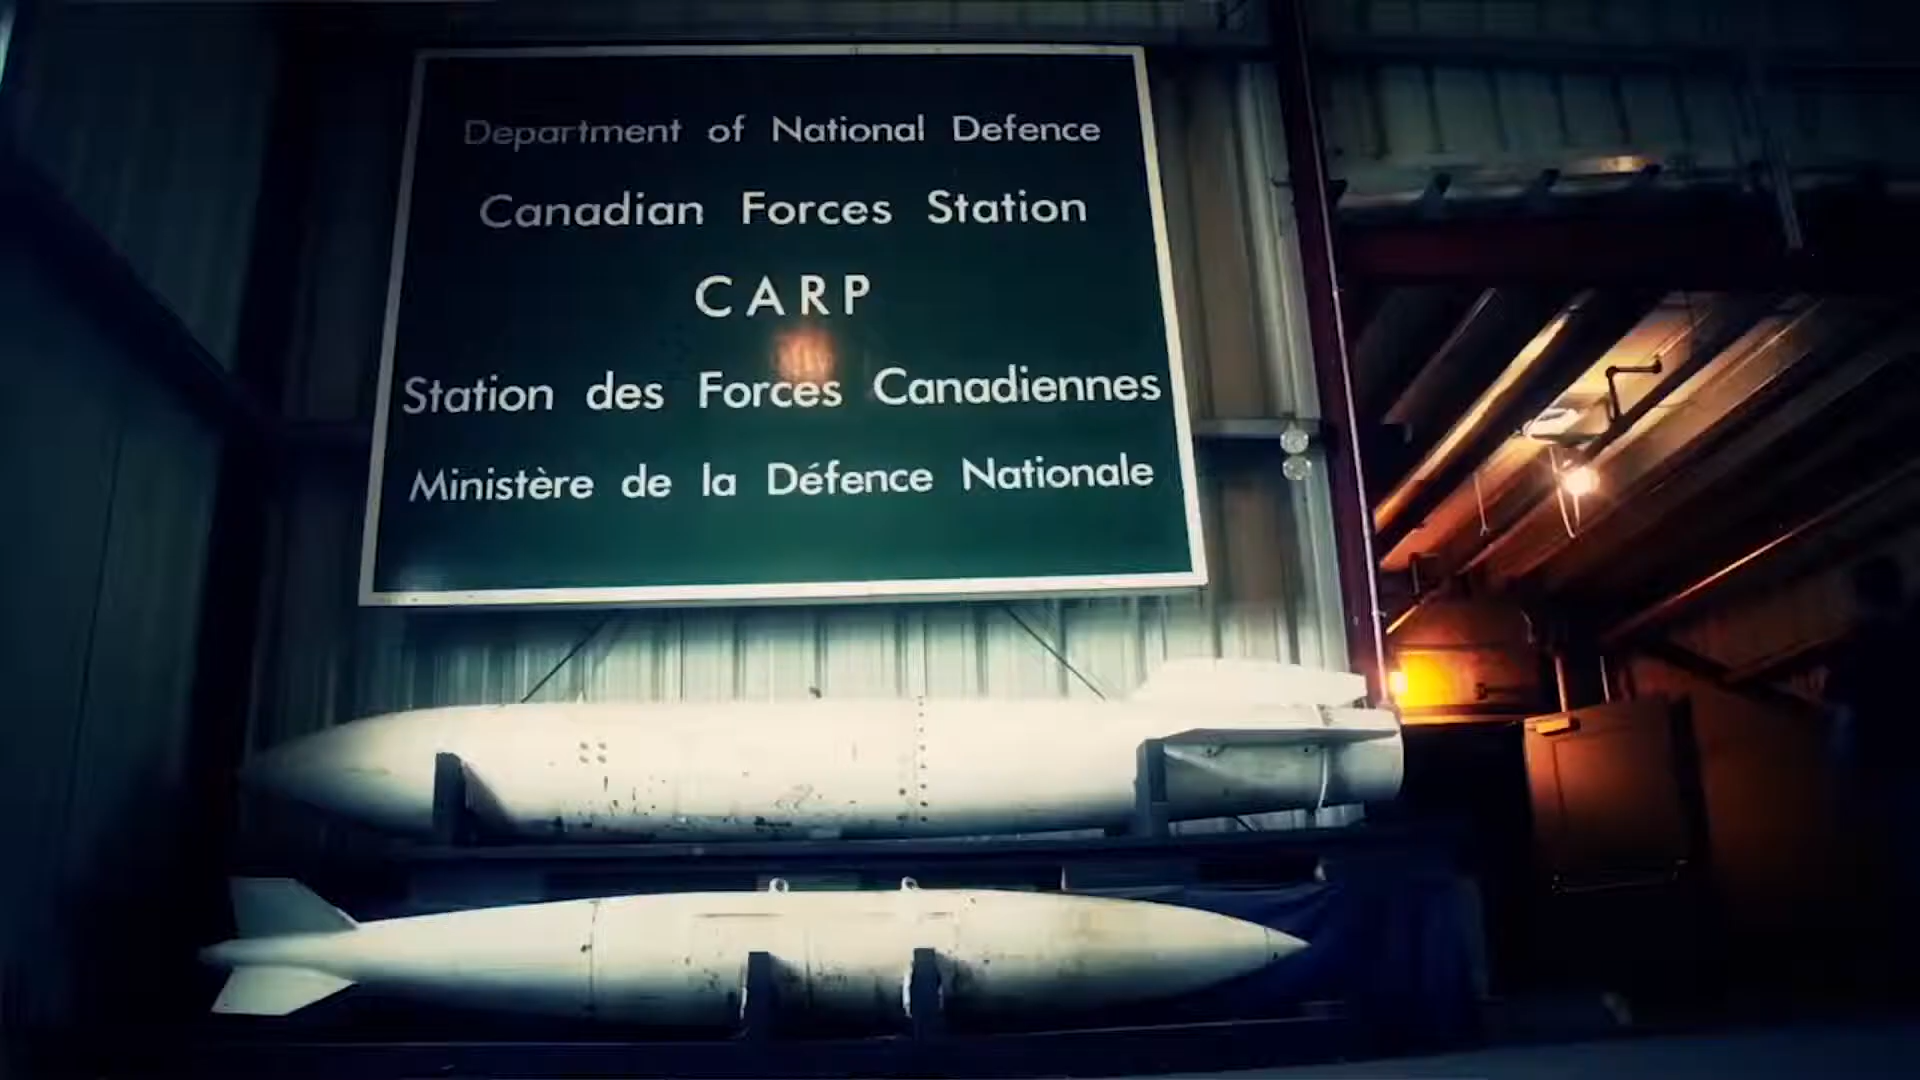 Department of National Defence
Canadian Forces Station
CARP
Station des Forces Canadiennes
Ministère de la Défence Nationale